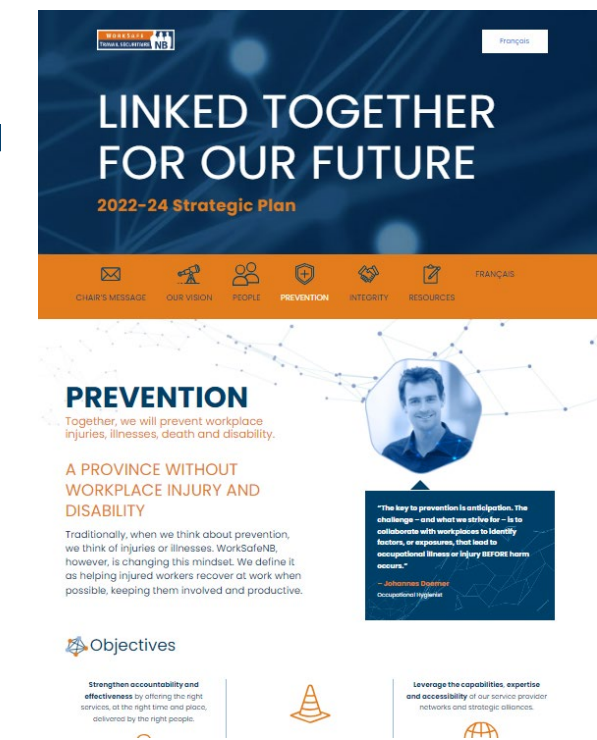 WORKSAFE
TRAVAIL SÉCURITAIRE NB
Français
LINKED TOGETHER
FOR OUR FUTURE
2022-24 Strategic Plan
CHAIR'S MESSAGE
OUR VISION
PEOPLE
PREVENTION
INTEGRITY
RESOURCES
FRANÇAIS
PREVENTION
Together, we will prevent workplace
injuries, illnesses, death and disability.
A PROVINCE WITHOUT
WORKPLACE INJURY AND
DISABILITY
Traditionally, when we think about prevention,
we think of injuries or illnesses. WorkSafeNB,
however, is changing this mindset. We define it
as helping injured workers recover at work when
possible, keeping them involved and productive.
“The key to prevention is anticipation. The
challenge – and what we strive for – is to
collaborate with workplaces to identify
factors, or exposures, that lead to
occupational illness or injury BEFORE harm
occurs.”
– Johannes Doerner
Occupational Hygienist
Objectives
Strengthen accountability and
effectiveness by offering the right
services, at the right time and place,
delivered by the right people.
Leverage the capabilities, expertise
and accessibility of our service provider
networks and strategic alliances.